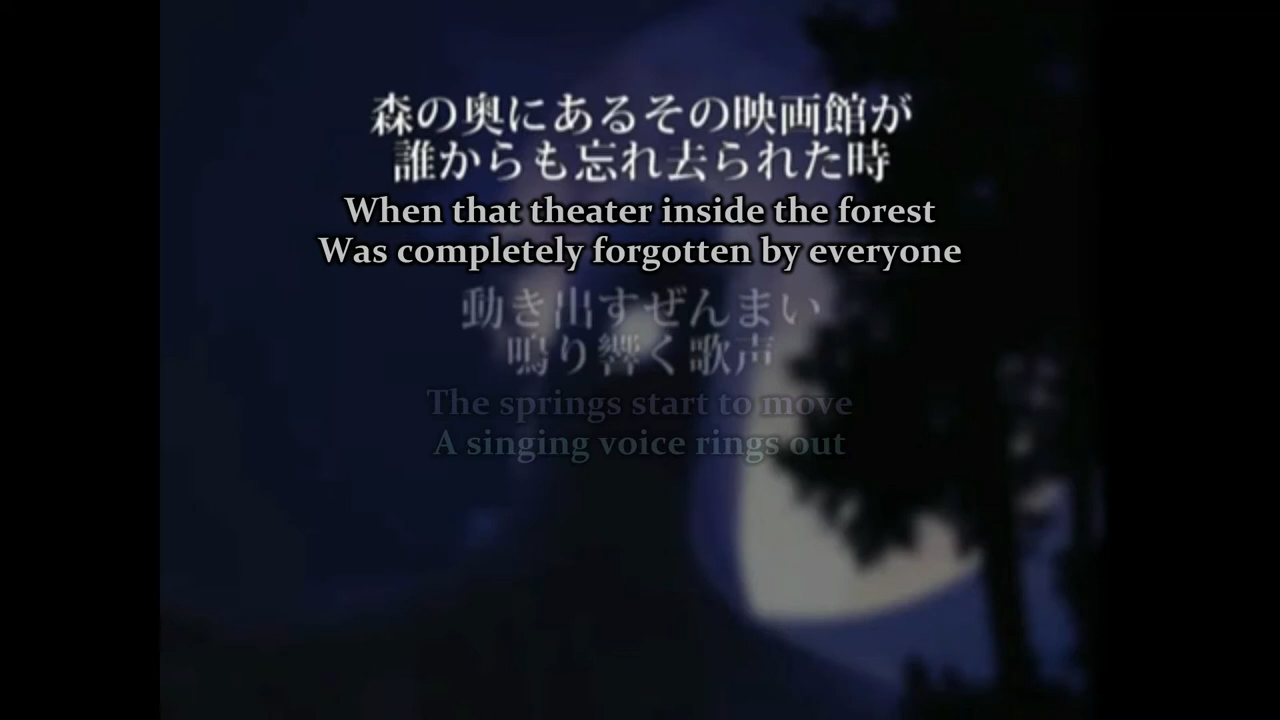 森の奥にあるその映画館が
誰からも忘れ去られた時
When that theater inside the forest
Was completely forgotten by everyone
動き出すぜんまい
鳴り響く歌声
The springs start to move
A singing voice rings out